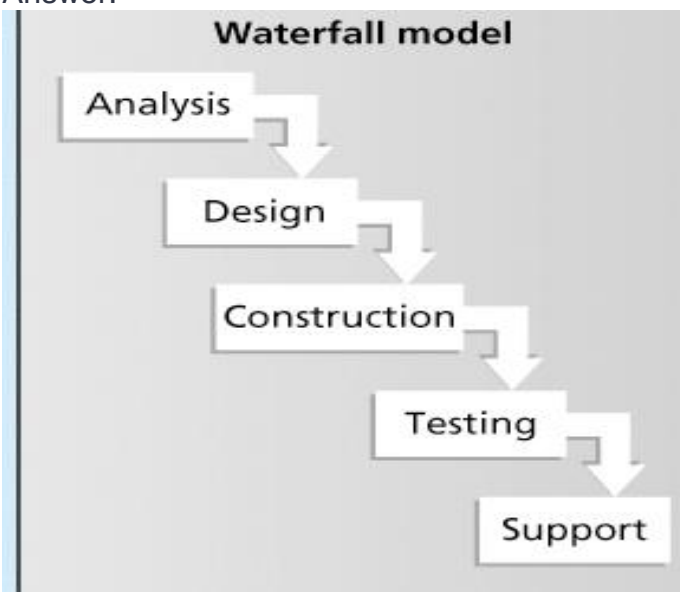 Waterfall model
Analysis
Design
Construction
Testing
Support